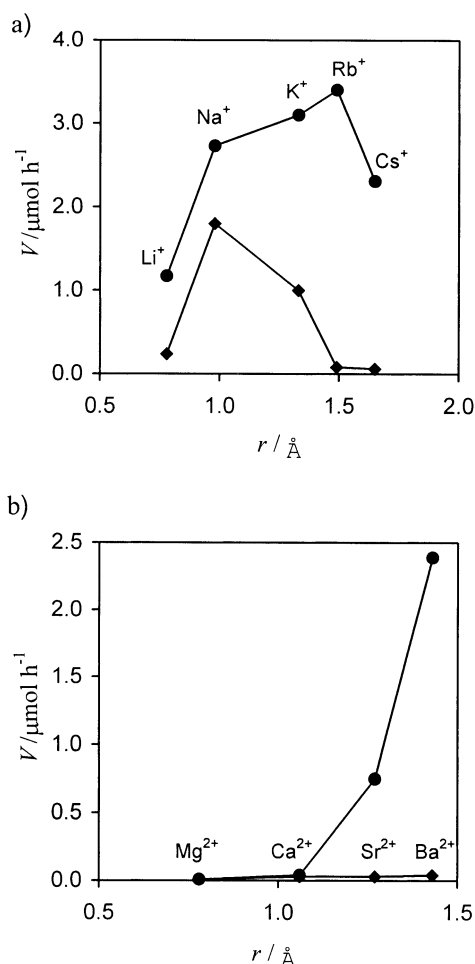 a)
4.0
Rb⁺
K⁺
Na⁺
3.0
Cs⁺
V/μmol h⁻¹
2.0
Li⁺
1.0
0.0
0.5 1.0 1.5 2.0
r / Å
b)
2.5
2.0
1.5
V/μmol h⁻¹
1.0
0.5
Mg²⁺ Ca²⁺ Sr²⁺ Ba²⁺
0.0
0.5 1.0 1.5
r / Å